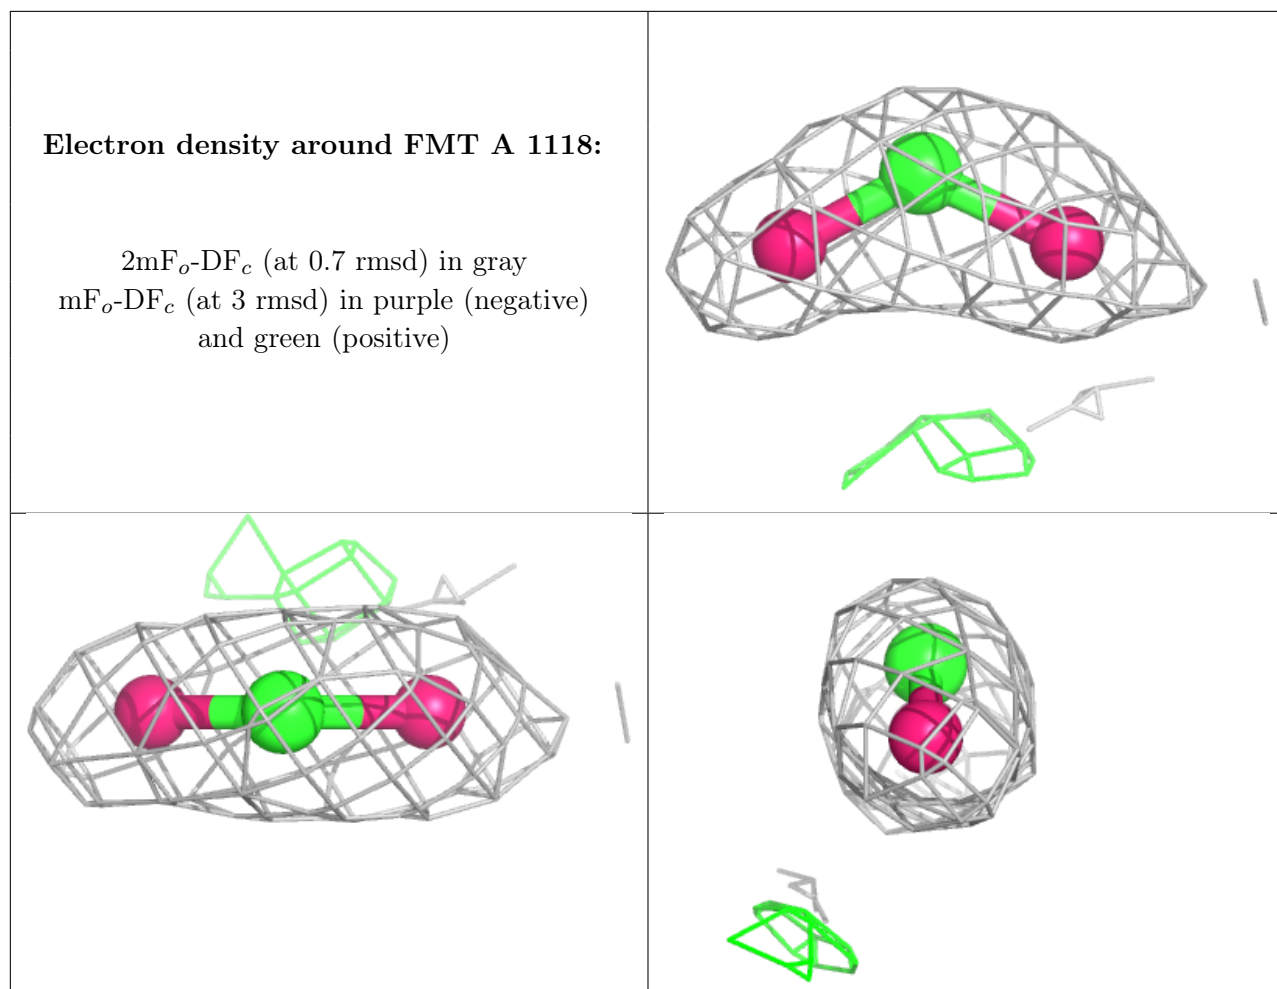 Electron density around FMT A 1118:
2mFo-DFc (at 0.7 rmsd) in gray
mFo-DFc (at 3 rmsd) in purple (negative)
and green (positive)